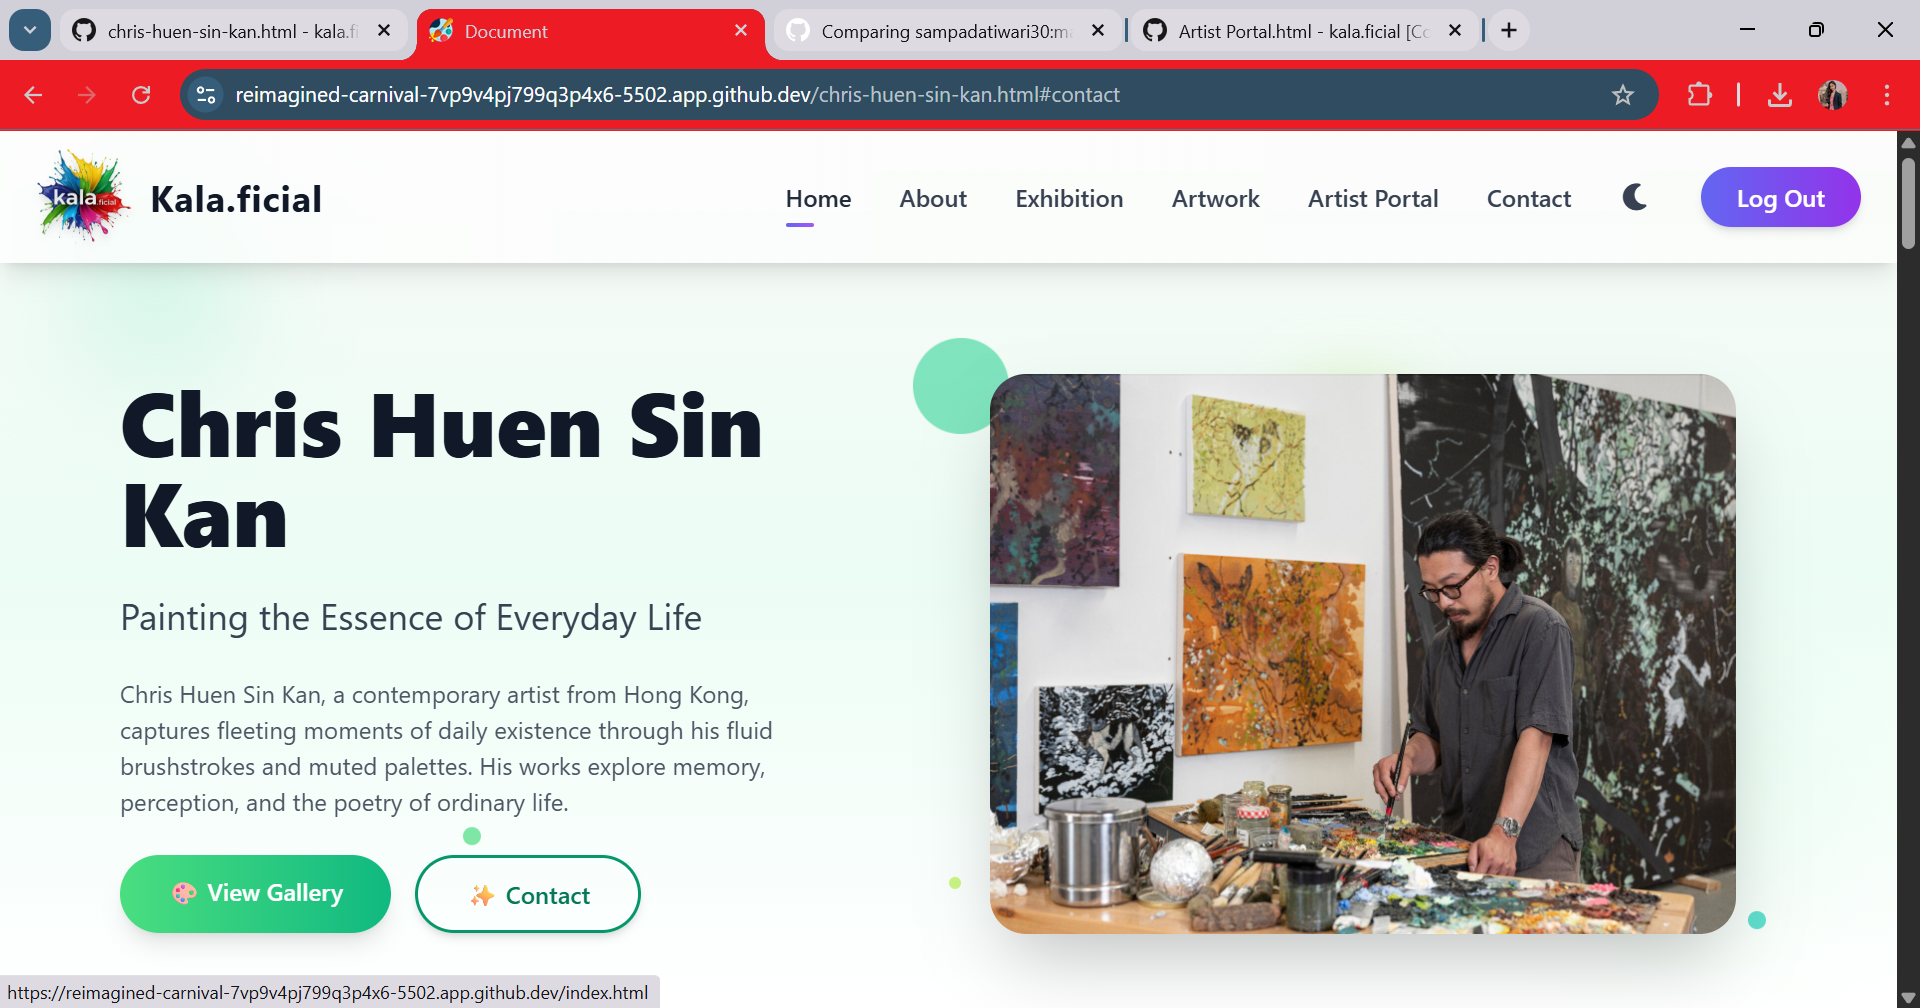 chris-huen-sin-kan.html - kala.fi
Document
Comparing sampadatiwari30:ma
Artist Portal.html - kala.ficial [Co
reimagined-carnival-7vp9v4pj799q3p4x6-5502.app.github.dev/chris-huen-sin-kan.html#contact
kala.ficial
Kala.ficial
Home
About
Exhibition
Artwork
Artist Portal
Contact
Log Out
Chris Huen Sin
Kan
Painting the Essence of Everyday Life
Chris Huen Sin Kan, a contemporary artist from Hong Kong,
captures fleeting moments of daily existence through his fluid
brushstrokes and muted palettes. His works explore memory,
perception, and the poetry of ordinary life.
View Gallery
Contact
https://reimagined-carnival-7vp9v4pj799q3p4x6-5502.app.github.dev/index.html